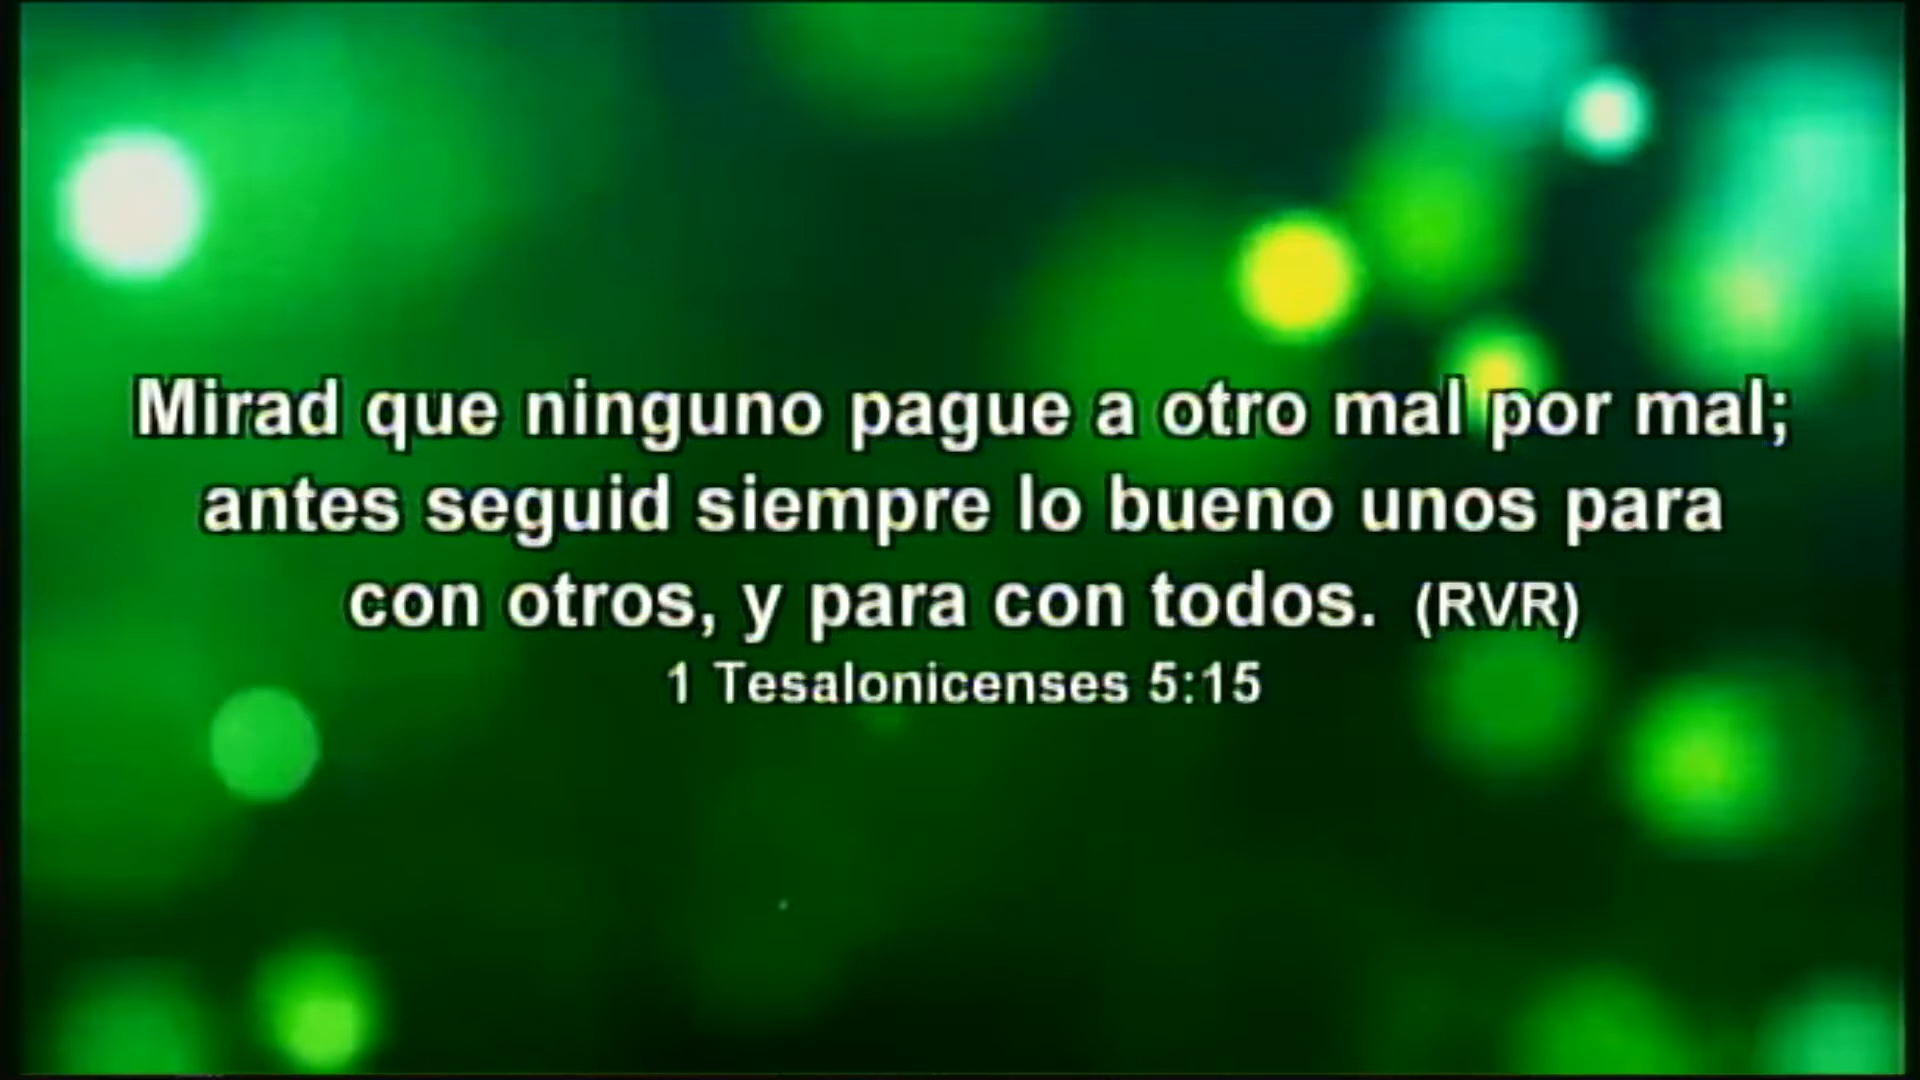 Mirad que ninguno pague a otro mal por mal;
antes seguid siempre lo bueno unos para
con otros, y para con todos. (RVR)
1 Tesalonicenses 5:15